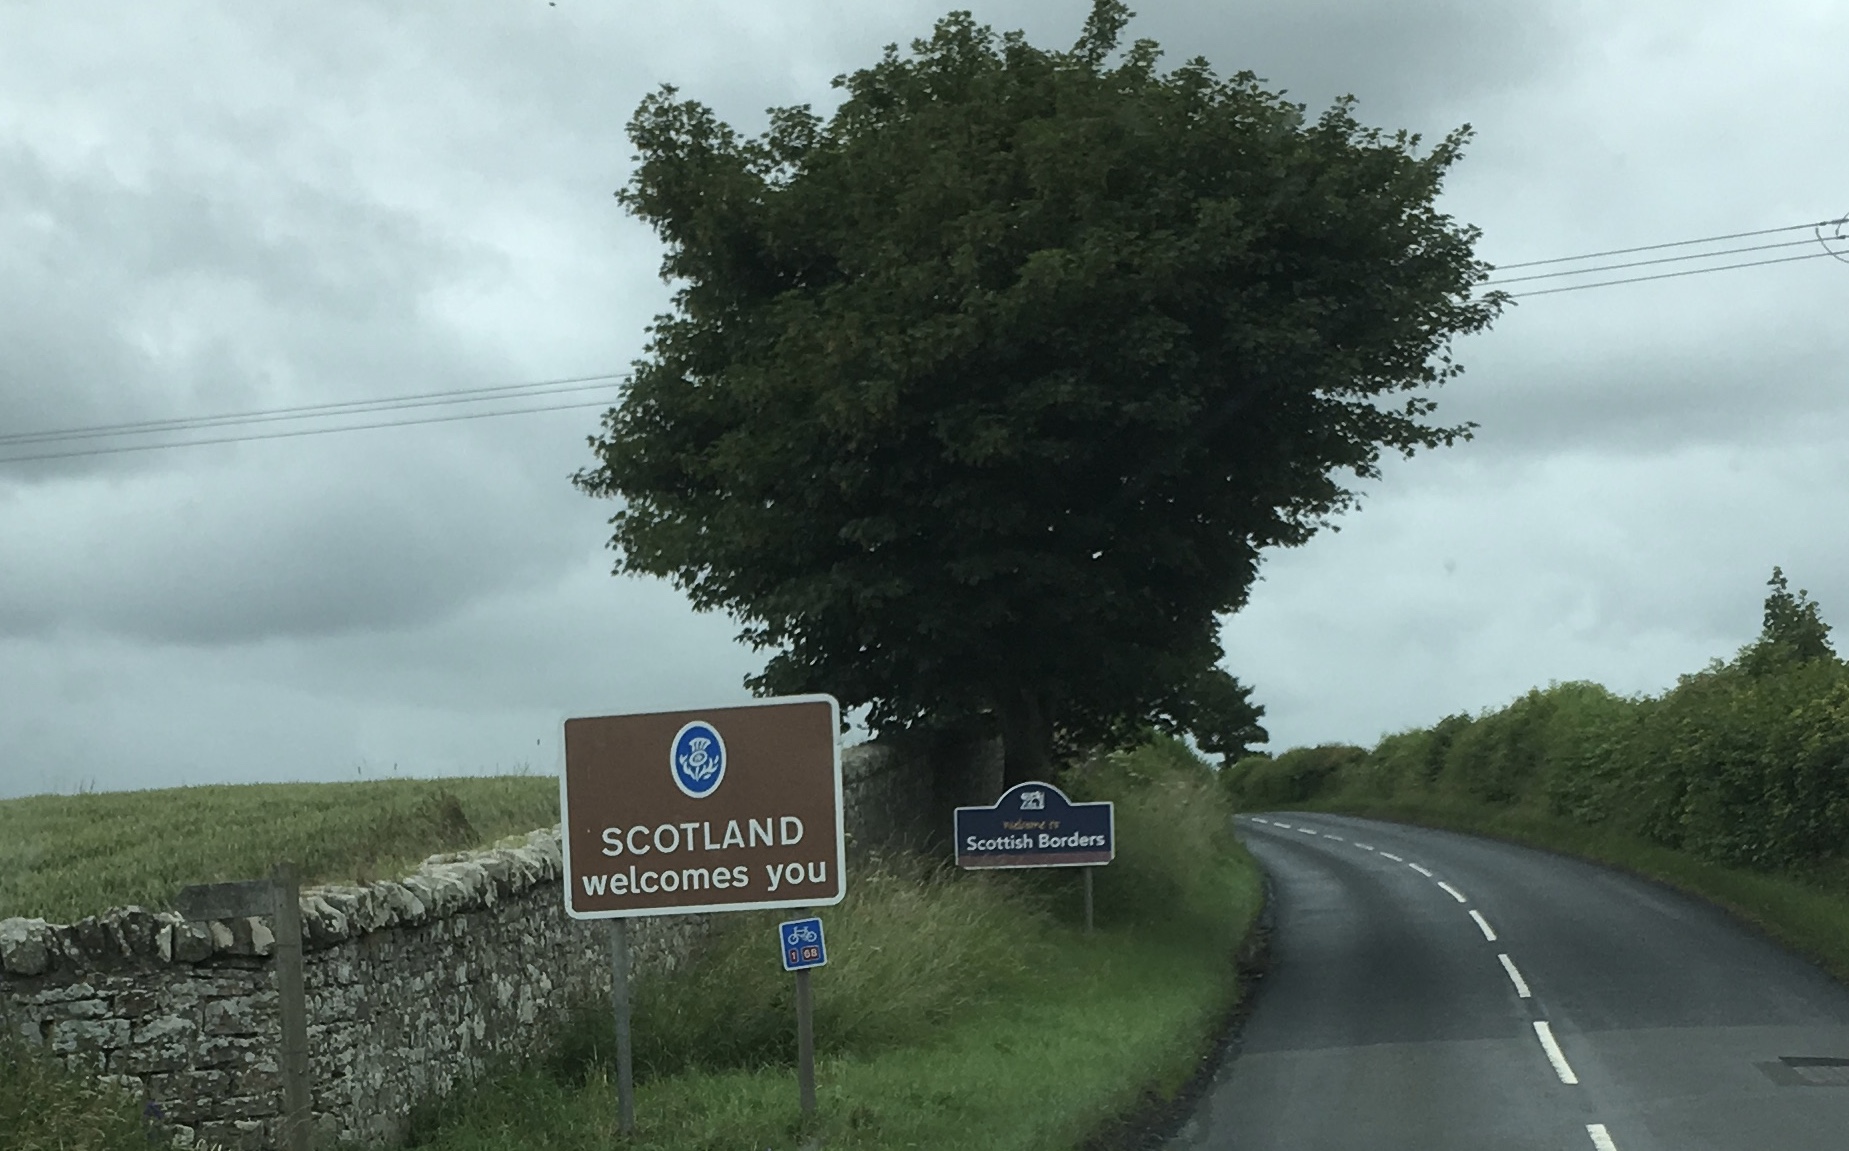 SCOTLAND
welcomes you
Welcome to
Scottish Borders
1 68